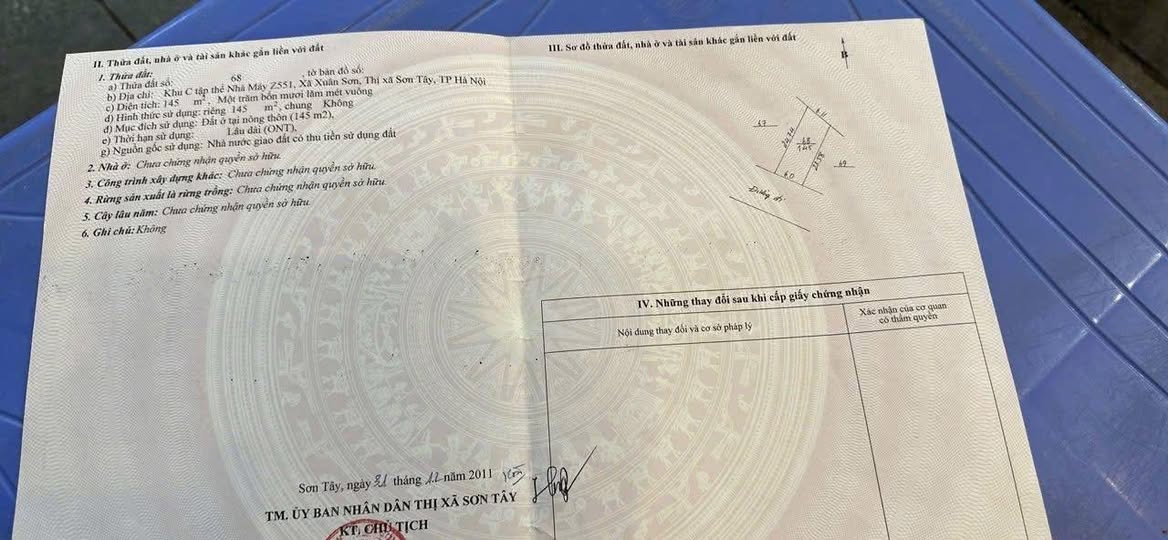 II. Thửa đất, nhà ở và tài sản khác gắn liền với đất
1. Thửa đất:
a) Thửa đất số: 68 , tờ bản đồ số:
b) Địa chỉ: Khu C tập thể Nhà Máy Z551, Xã Xuân Sơn, Thị xã Sơn Tây, TP Hà Nội
c) Diện tích: 145 m², Một trăm bốn mươi lăm mét vuông
d) Hình thức sử dụng: riêng 145 m², chung Không
đ) Mục đích sử dụng: Đất ở tại nông thôn (145 m2),
e) Thời hạn sử dụng: Lâu dài (ONT),
g) Nguồn gốc sử dụng: Nhà nước giao đất có thu tiền sử dụng đất
2. Nhà ở: Chưa chứng nhận quyền sở hữu.
3. Công trình xây dựng khác: Chưa chứng nhận quyền sở hữu.
4. Rừng sản xuất là rừng trồng: Chưa chứng nhận quyền sở hữu.
5. Cây lâu năm: Chưa chứng nhận quyền sở hữu.
6. Ghi chú: Không
Sơn Tây, ngày 31 tháng 12 năm 2011
TM. ỦY BAN NHÂN DÂN THỊ XÃ SƠN TÂY
KT. CHỦ TỊCH
III. Sơ đồ thửa đất, nhà ở và tài sản khác gắn liền với đất
B
67
68
145
69
6.0
Đường đi
IV. Những thay đổi sau khi cấp giấy chứng nhận
Nội dung thay đổi và cơ sở pháp lý
Xác nhận của cơ quan
có thẩm quyền